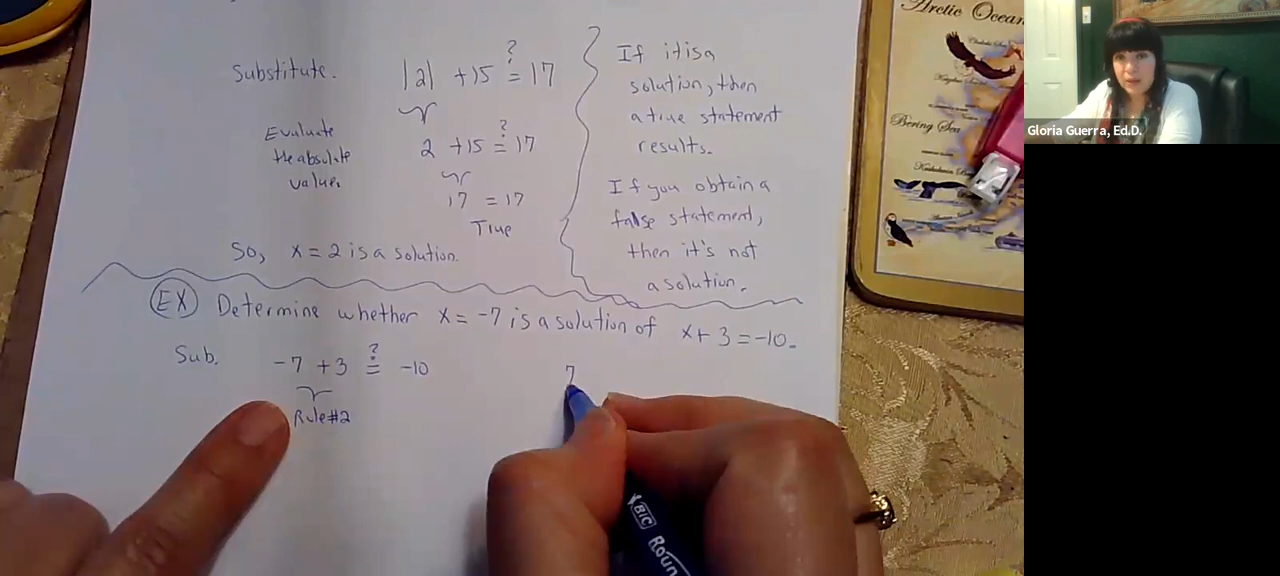 Substitute. |2| +15 ?= 17
Evaluate
the absolute
value.
2 +15 ?= 17
17 = 17
True
So, x = 2 is a solution.
If it is a
solution, then
a true statement
results.
If you obtain a
false statement,
then it's not
a solution.
EX Determine whether x = -7 is a solution of x + 3 = -10.
Sub. -7 +3 ?= -10
Rule #2
7
Arctic Ocean
Bering Sea
BIC Roun
Gloria Guerra, Ed.D.